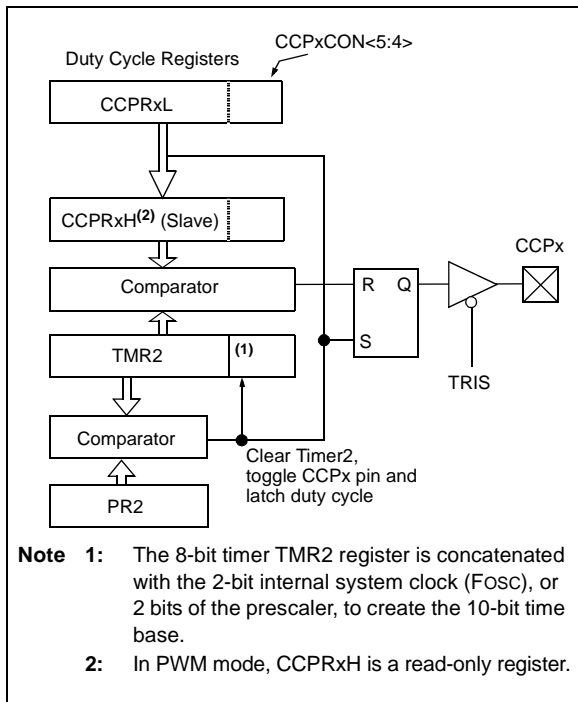 CCPxCON<5:4>
Duty Cycle Registers
CCPRxL
CCPRxH(2) (Slave)
CCPx
Comparator
R Q
TMR2
(1)
S
TRIS
Comparator
Clear Timer2,
toggle CCPx pin and
latch duty cycle
PR2
Note 1: The 8-bit timer TMR2 register is concatenated
with the 2-bit internal system clock (FOSC), or
2 bits of the prescaler, to create the 10-bit time
base.
2: In PWM mode, CCPRxH is a read-only register.